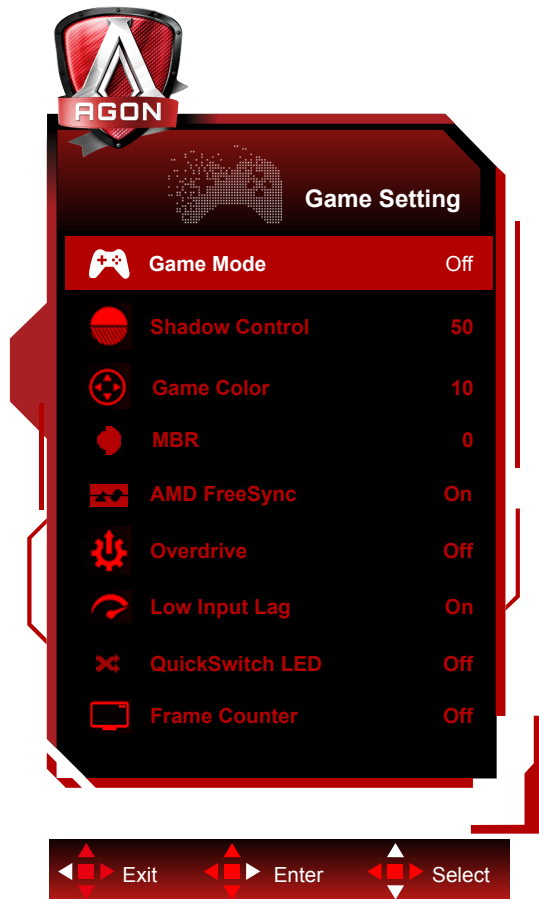 AGON
Game Setting
Game Mode Off
Shadow Control 50
Game Color 10
MBR 0
AMD FreeSync On
Overdrive Off
Low Input Lag On
QuickSwitch LED Off
Frame Counter Off
Exit Enter Select